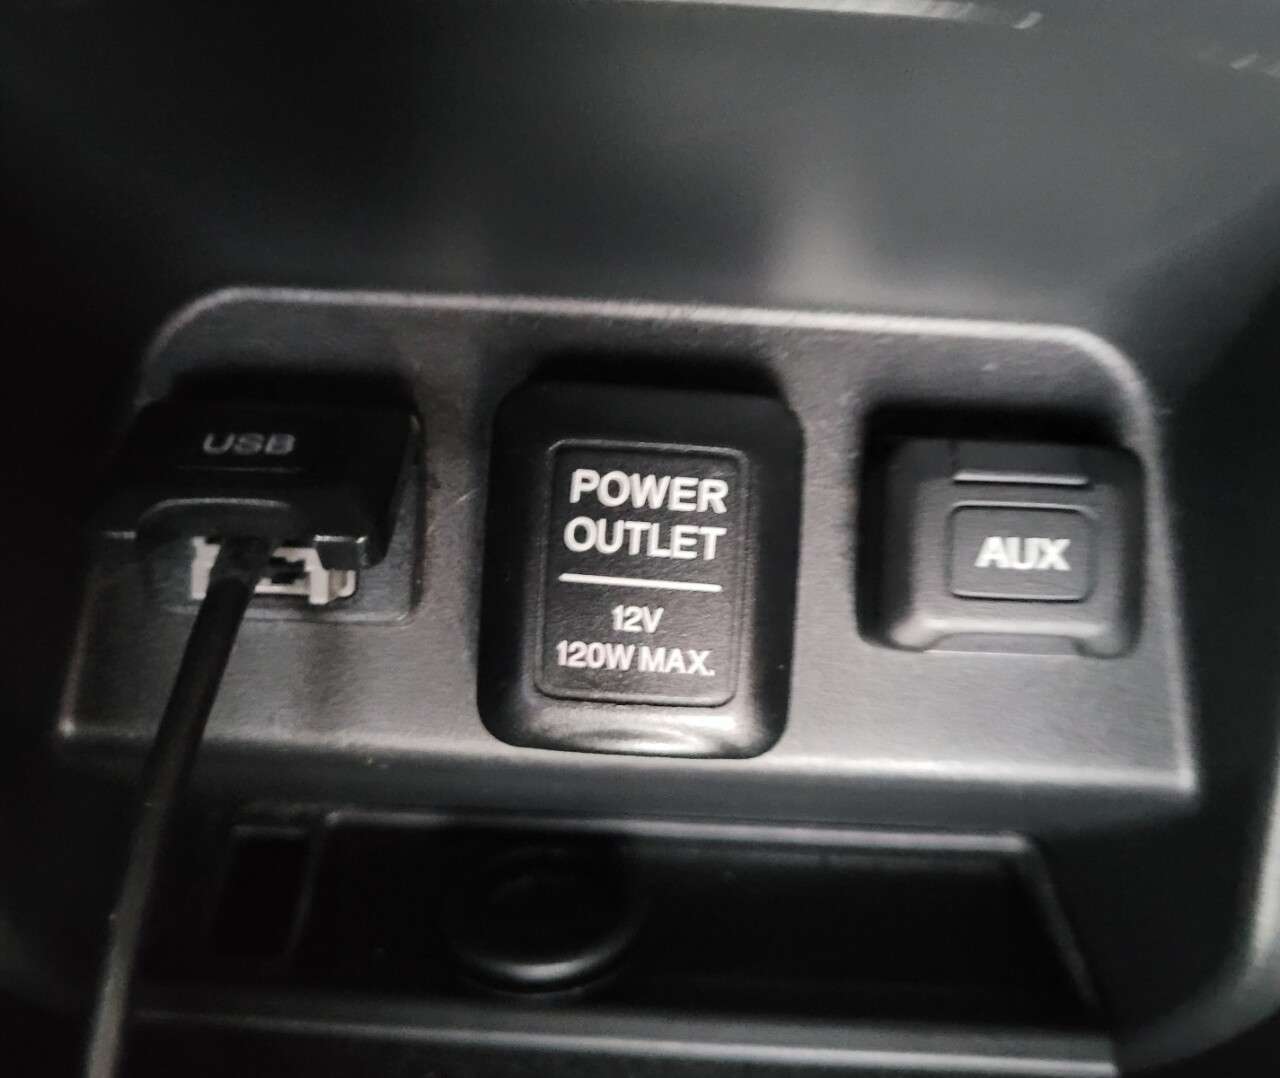 USB
POWER
OUTLET
12V
120W MAX.
AUX